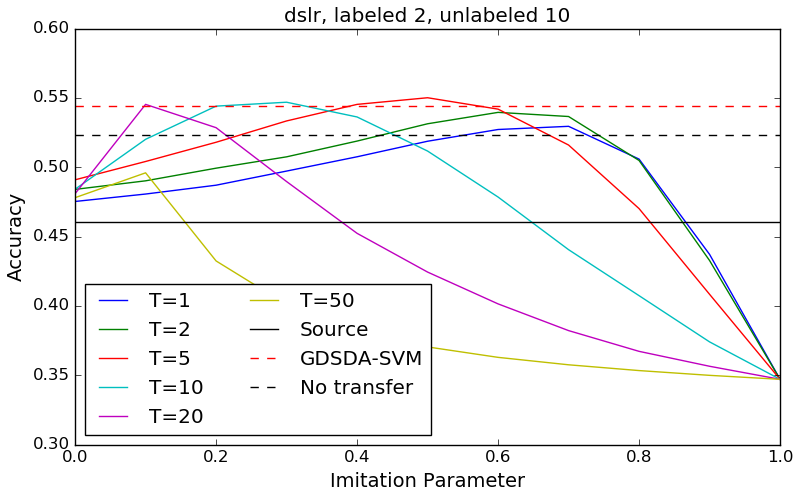 dslr, labeled 2, unlabeled 10
0.60
0.55
0.50
0.45
0.40
0.35
0.30
Accuracy
T=1
T=2
T=5
T=10
T=20
T=50
Source
GDSDA-SVM
No transfer
0.0 0.2 0.4 0.6 0.8 1.0
Imitation Parameter